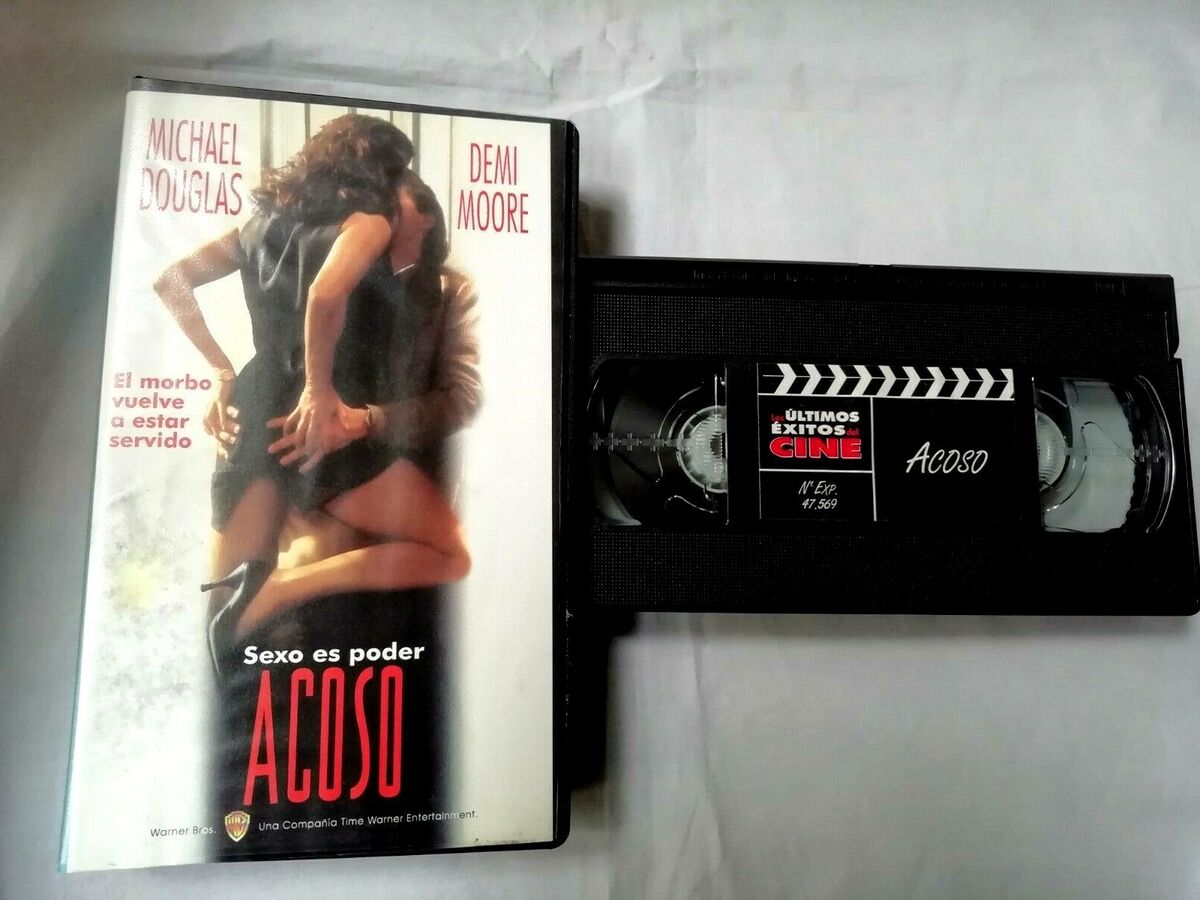 MICHAEL
DOUGLAS
DEMI
MOORE
El morbo
vuelve
a estar
servido
Sexo es poder
ACOSO
Warner Bros.
Una Compañía Time Warner Entertainment.
Los ÚLTIMOS
ÉXITOS del
CINE
Nº EXP.
47.569
ACOSO